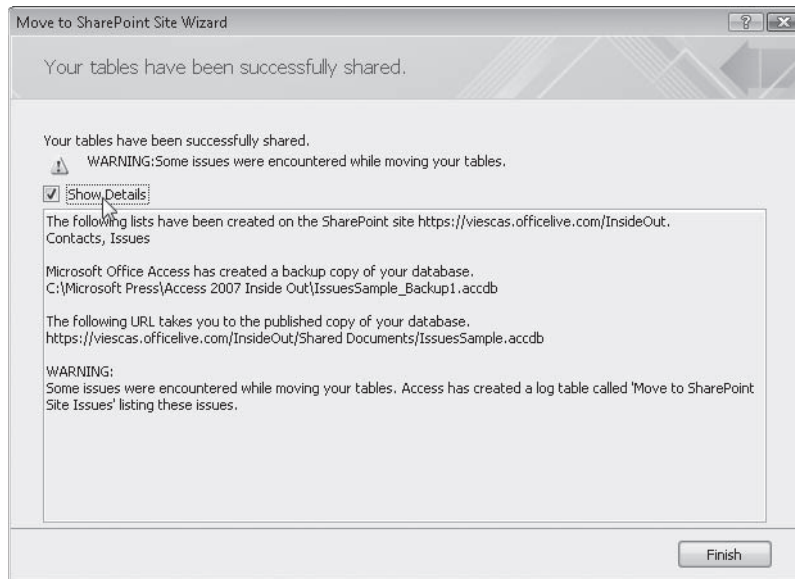 Move to SharePoint Site Wizard
Your tables have been successfully shared.
Your tables have been successfully shared.
WARNING:Some issues were encountered while moving your tables.
Show Details
The following lists have been created on the SharePoint site https://viescas.officelive.com/InsideOut.
Contacts, Issues
Microsoft Office Access has created a backup copy of your database.
C:\Microsoft Press\Access 2007 Inside Out\IssuesSample_Backup1.accdb
The following URL takes you to the published copy of your database.
https://viescas.officelive.com/InsideOut/Shared Documents/IssuesSample.accdb
WARNING:
Some issues were encountered while moving your tables. Access has created a log table called 'Move to SharePoint
Site Issues' listing these issues.
Finish